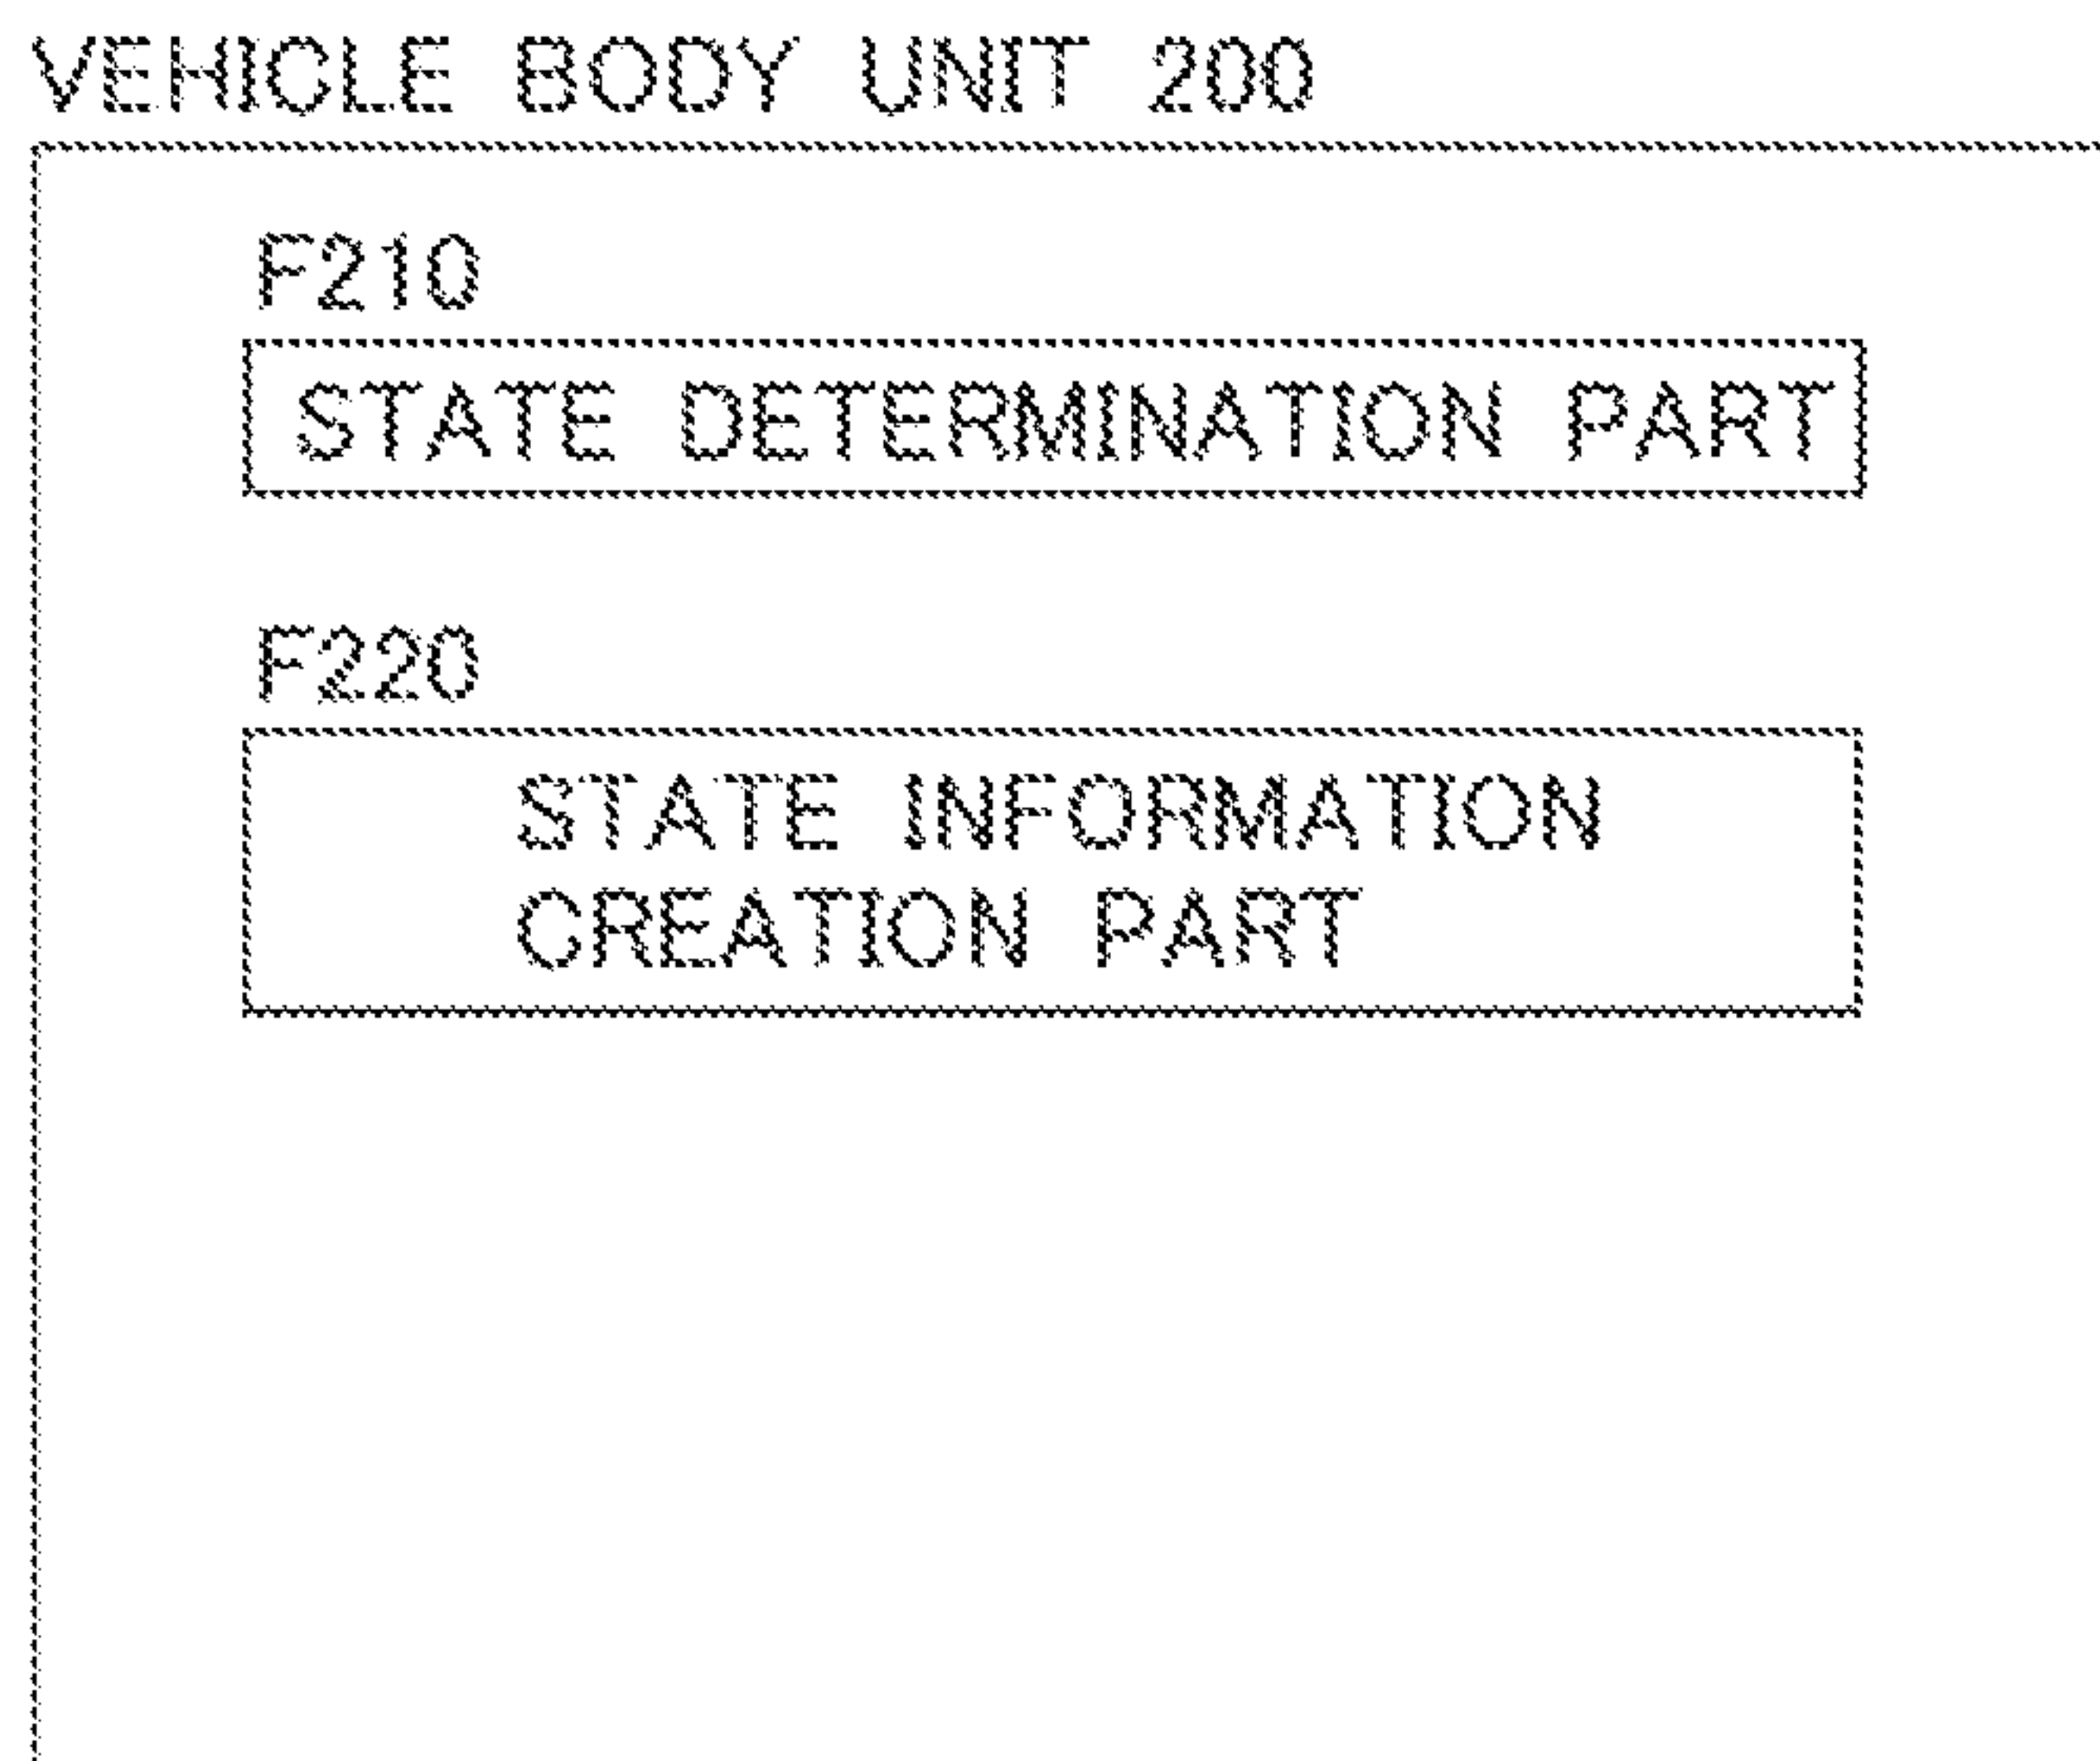 VEHICLE BODY UNIT 200
F210
STATE DETERMINATION PART
F220
STATE INFORMATION
CREATION PART